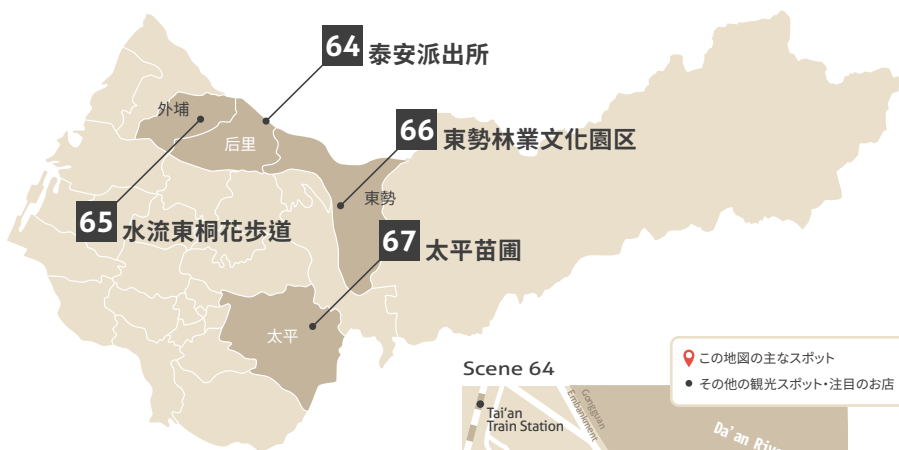 64 泰安派出所
外埔
后里
66 東勢林業文化園区
東勢
65 水流東桐花歩道
67 太平苗圃
太平
Scene 64
この地図の主なスポット
その他の観光スポット・注目のお店
Tai'an
Train Station
Gongguan
Embankment
Da'an